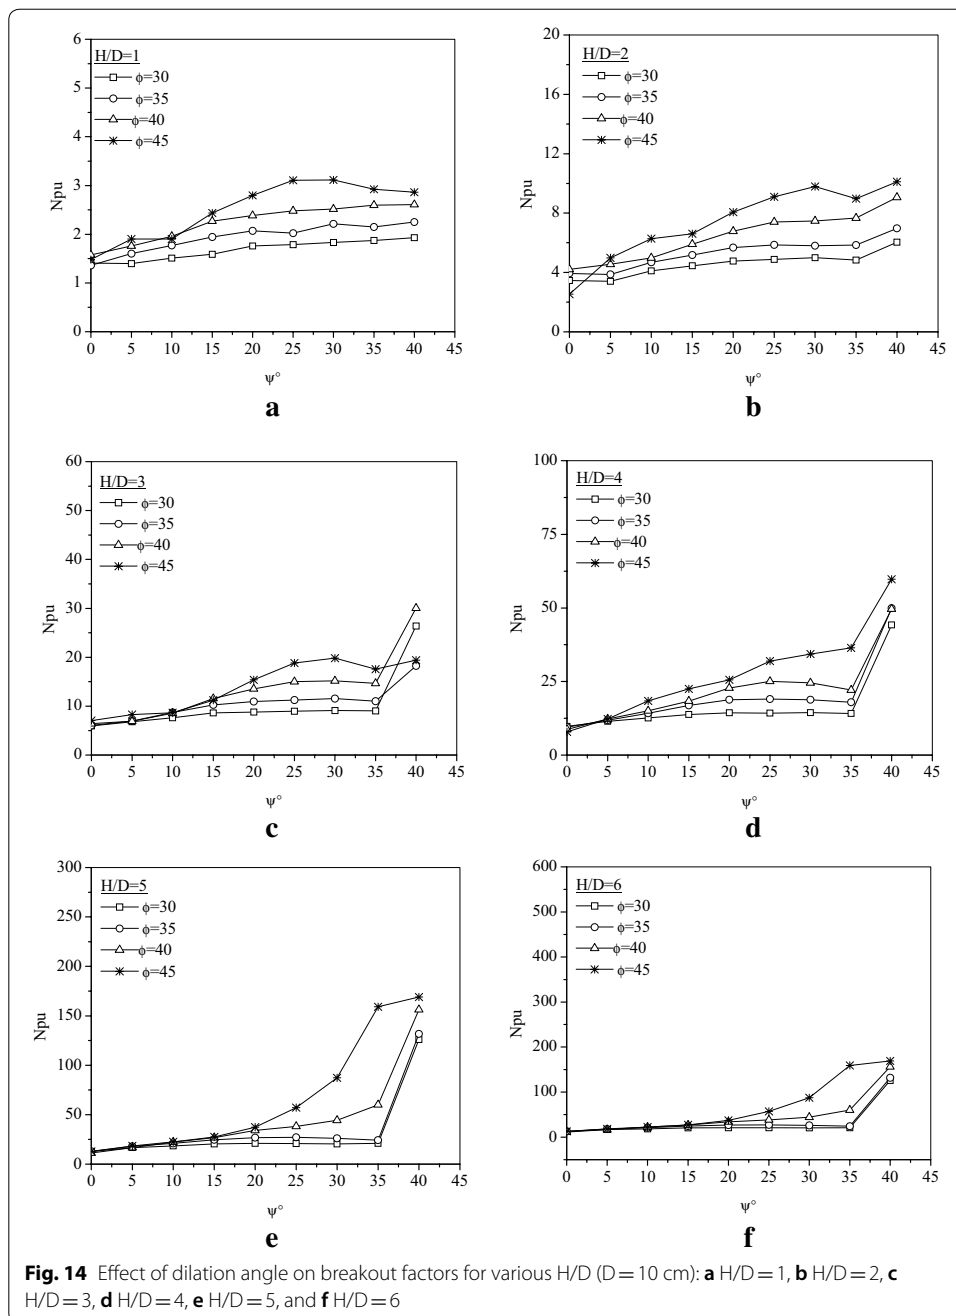 6
5
4
3
2
1
0
Npu
H/D=1
ϕ=30
ϕ=35
ϕ=40
ϕ=45
0 5 10 15 20 25 30 35 40 45
ψ°
a
20
16
12
8
4
0
Npu
H/D=2
ϕ=30
ϕ=35
ϕ=40
ϕ=45
0 5 10 15 20 25 30 35 40 45
ψ°
b
60
50
40
30
20
10
0
Npu
H/D=3
ϕ=30
ϕ=35
ϕ=40
ϕ=45
0 5 10 15 20 25 30 35 40 45
ψ°
c
100
75
50
25
0
Npu
H/D=4
ϕ=30
ϕ=35
ϕ=40
ϕ=45
0 5 10 15 20 25 30 35 40 45
ψ°
d
300
250
200
150
100
50
0
Npu
H/D=5
ϕ=30
ϕ=35
ϕ=40
ϕ=45
0 5 10 15 20 25 30 35 40 45
ψ°
e
600
500
400
300
200
100
0
Npu
H/D=6
ϕ=30
ϕ=35
ϕ=40
ϕ=45
0 5 10 15 20 25 30 35 40 45
ψ°
f
Fig. 14 Effect of dilation angle on breakout factors for various H/D (D = 10 cm): a H/D = 1, b H/D = 2, c
H/D = 3, d H/D = 4, e H/D = 5, and f H/D = 6